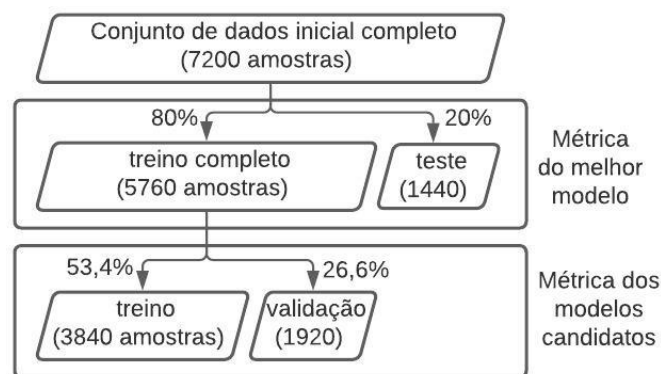 Conjunto de dados inicial completo
(7200 amostras)
80%
20%
treino completo
(5760 amostras)
teste
(1440)
Métrica
do melhor
modelo
53,4%
26,6%
treino
(3840 amostras)
validação
(1920)
Métrica dos
modelos
candidatos